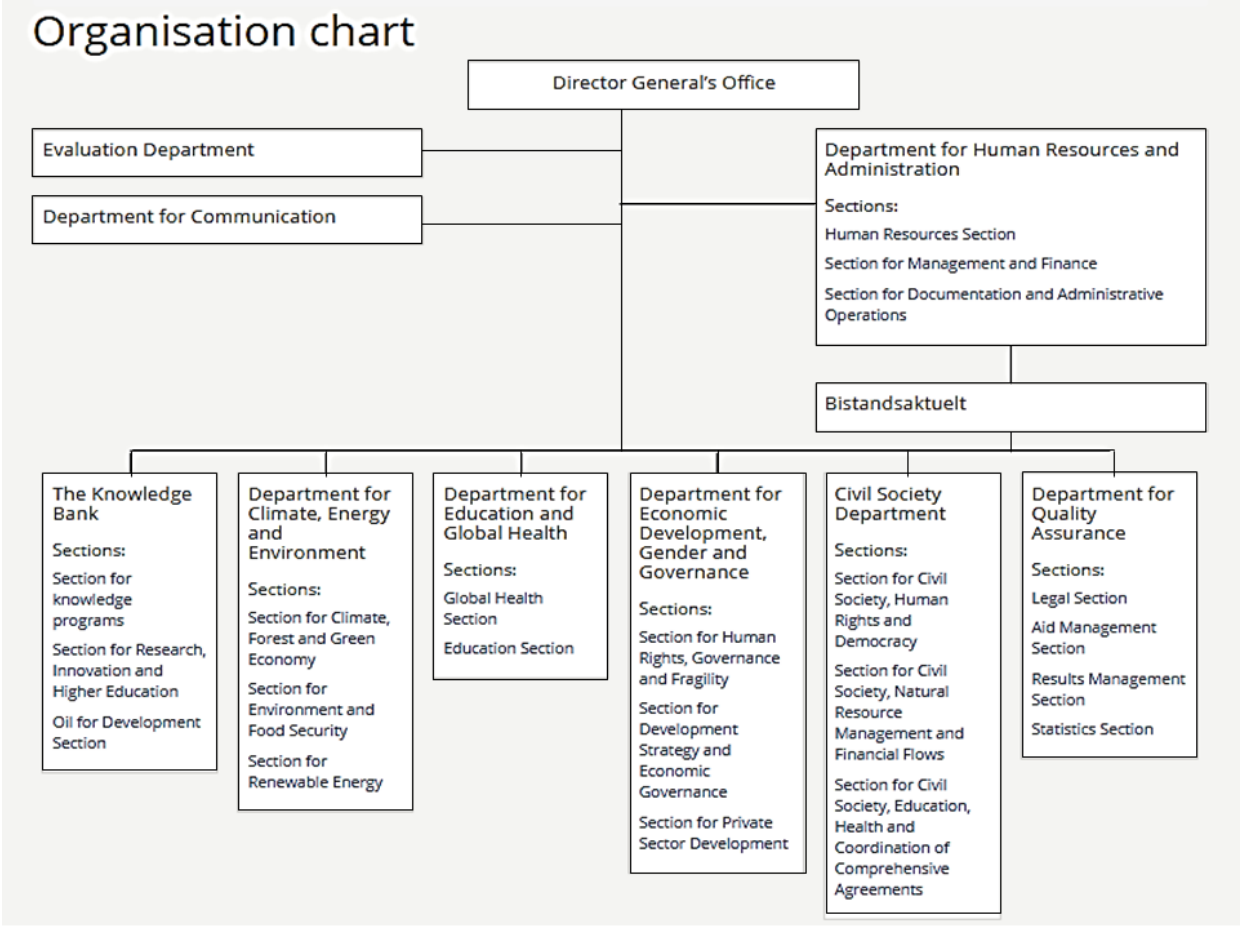 Organisation chart
Director General's Office
Evaluation Department
Department for Communication
Department for Human Resources and
Administration
Sections:
Human Resources Section
Section for Management and Finance
Section for Documentation and Administrative
Operations
Bistandsaktuelt
The Knowledge
Bank
Sections:
Section for
knowledge
programs
Section for Research,
Innovation and
Higher Education
Oil for Development
Section
Department for
Climate, Energy
and
Environment
Sections:
Section for Climate,
Forest and Green
Economy
Section for
Environment and
Food Security
Section for
Renewable Energy
Department for
Education and
Global Health
Sections:
Global Health
Section
Education Section
Department for
Economic
Development,
Gender and
Governance
Sections:
Section for Human
Rights, Governance
and Fragility
Section for
Development
Strategy and
Economic
Governance
Section for Private
Sector Development
Civil Society
Department
Sections:
Section for Civil
Society, Human
Rights and
Democracy
Section for Civil
Society, Natural
Resource
Management and
Financial Flows
Section for Civil
Society, Education,
Health and
Coordination of
Comprehensive
Agreements
Department for
Quality
Assurance
Sections:
Legal Section
Aid Management
Section
Results Management
Section
Statistics Section